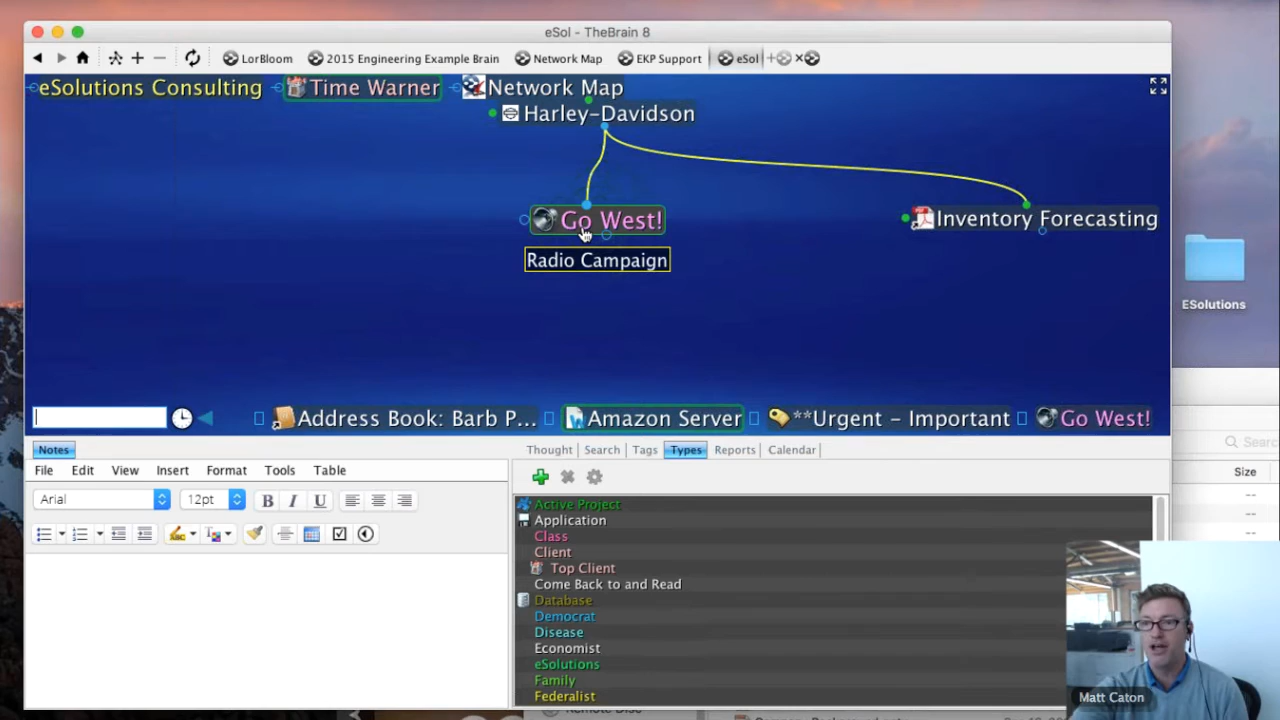 eSol - TheBrain 8
LorBloom 2015 Engineering Example Brain Network Map EKP Support eSol
eSolutions Consulting Time Warner Network Map
Harley-Davidson
Go West! Inventory Forecasting
Radio Campaign
ESolutions
Address Book: Barb P... Amazon Server **Urgent - Important Go West!
Notes Thought Search Tags Types Reports Calendar
File Edit View Insert Format Tools Table
Arial 12pt B I U
Active Project
Application
Class
Client
Top Client
Come Back to and Read
Database
Democrat
Disease
Economist
eSolutions
Family
Federalist
Searc
Size
--
--
--
Matt Caton
Remote Disc